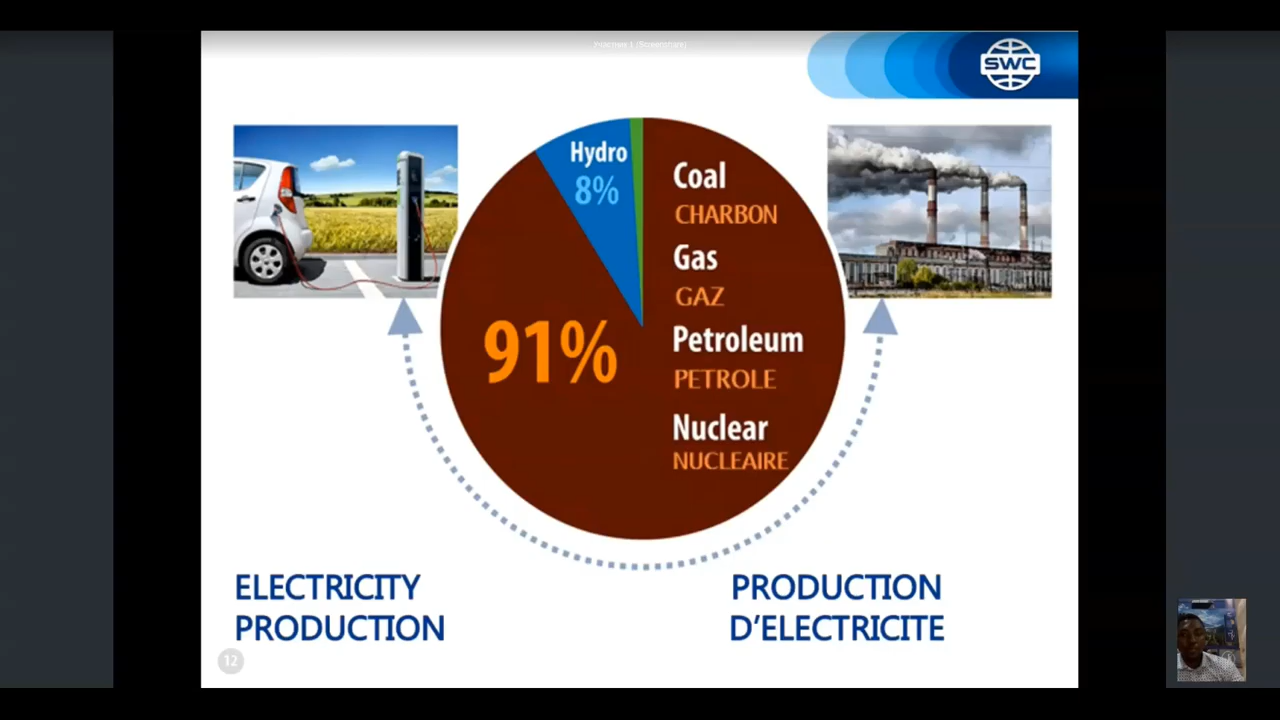 SWC
Hydro
8%
Coal
CHARBON
Gas
GAZ
91%
Petroleum
PETROLE
Nuclear
NUCLEAIRE
ELECTRICITY
PRODUCTION
PRODUCTION
D'ELECTRICITE
12